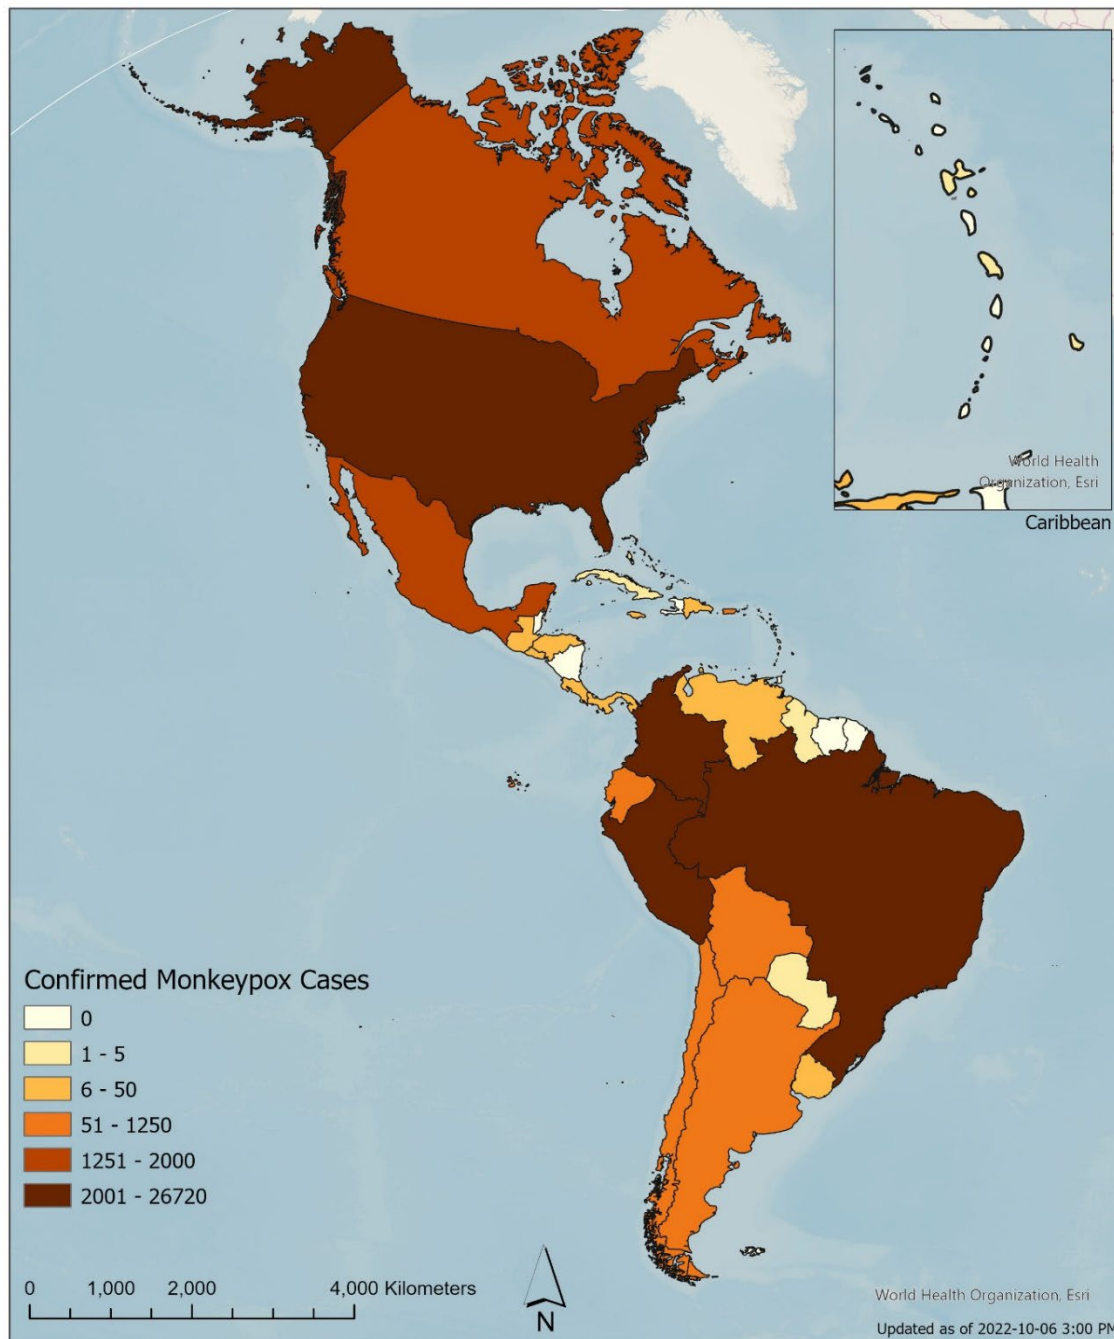 World Health
Organization, Esri
Caribbean
Confirmed Monkeypox Cases
0
1 - 5
6 - 50
51 - 1250
1251 - 2000
2001 - 26720
0 1,000 2,000 4,000 Kilometers
N
World Health Organization, Esri
Updated as of 2022-10-06 3:00 PM